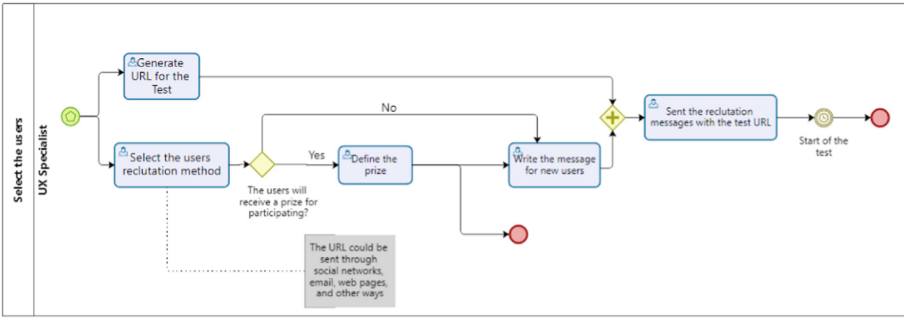 Select the users
UX Specialist
Generate
URL for the
Test
Select the users
reclutation method
The users will
receive a prize for
participating?
No
Yes
Define the
prize
Write the message
for new users
The URL could be
sent through
social networks,
email, web pages,
and other ways
Sent the reclutation
messages with the test URL
Start of the
test